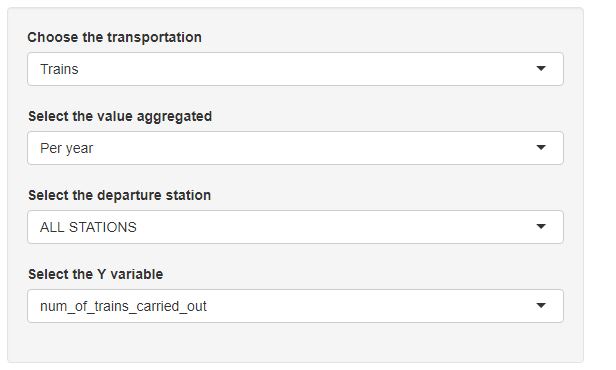 Choose the transportation
Trains
Select the value aggregated
Per year
Select the departure station
ALL STATIONS
Select the Y variable
num_of_trains_carried_out